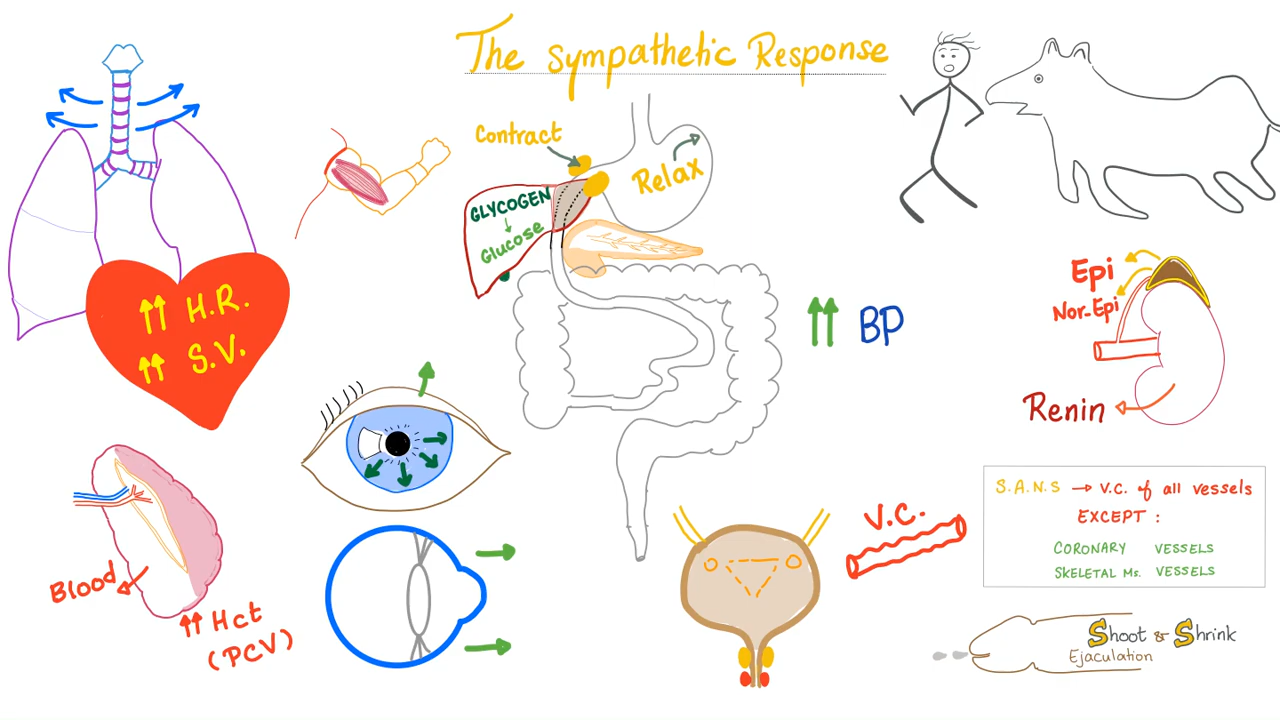 The Sympathetic Response
Contract
Relax
GLYCOGEN
↓
Glucose
↑↑ H.R.
↑↑ S.V.
↑↑ BP
Epi
Nor-Epi
Renin
Blood
↑↑ Hct
(PCV)
V.C.
S.A.N.S → V.C. of all vessels
EXCEPT :
CORONARY VESSELS
SKELETAL Ms. VESSELS
Shoot & Shrink
Ejaculation